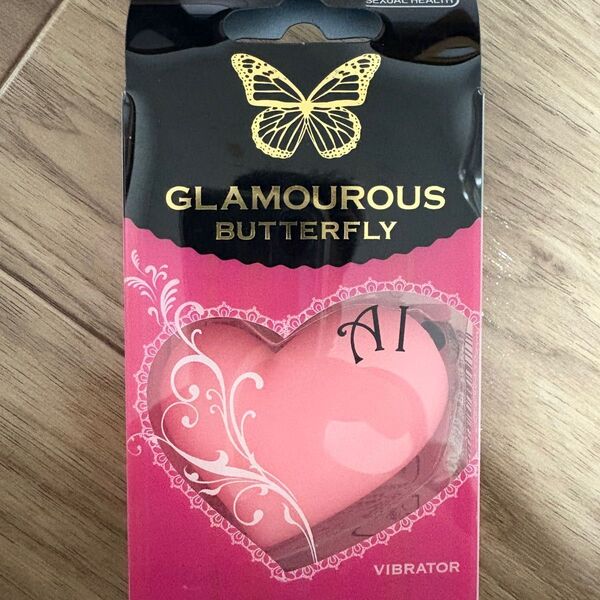 SEXUAL HEALTH
GLAMOUROUS
BUTTERFLY
AI
VIBRATOR